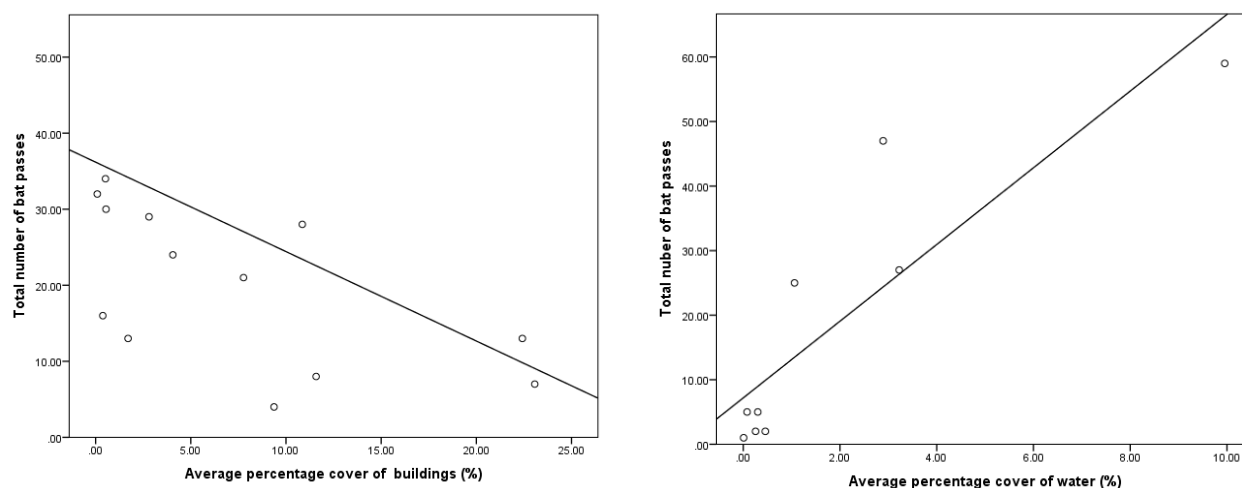 Total number of bat passes
50.00
40.00
30.00
20.00
10.00
.00
.00 5.00 10.00 15.00 20.00 25.00
Average percentage cover of buildings (%)
Total nuber of bat passes
60.00
50.00
40.00
30.00
20.00
10.00
.00
.00 2.00 4.00 6.00 8.00 10.00
Average percentage cover of water (%)